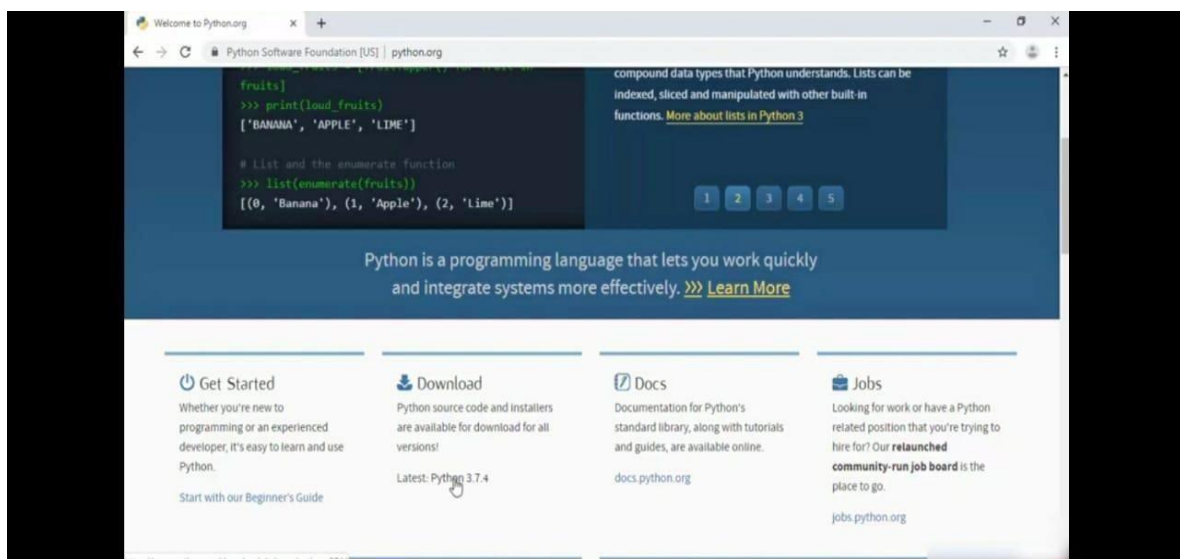 Welcome to Python.org
Python Software Foundation [US] | python.org
fruits]
>>> print(loud_fruits)
['BANANA', 'APPLE', 'LIME']
# List and the enumerate function
>>> list(enumerate(fruits))
[(0, 'Banana'), (1, 'Apple'), (2, 'Lime')]
compound data types that Python understands. Lists can be
indexed, sliced and manipulated with other built-in
functions. More about lists in Python 3
1 2 3 4 5
Python is a programming language that lets you work quickly
and integrate systems more effectively. >>> Learn More
Get Started
Whether you're new to
programming or an experienced
developer, it's easy to learn and use
Python.
Start with our Beginner's Guide
Download
Python source code and installers
are available for download for all
versions!
Latest: Python 3.7.4
Docs
Documentation for Python's
standard library, along with tutorials
and guides, are available online.
docs.python.org
Jobs
Looking for work or have a Python
related position that you're trying to
hire for? Our relaunched
community-run job board is the
place to go.
jobs.python.org